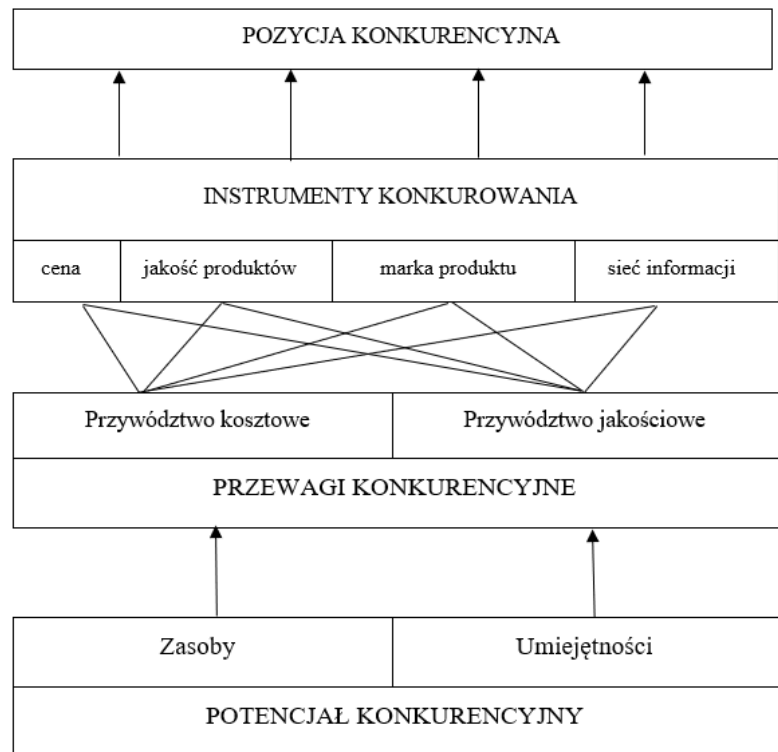 POZYCJA KONKURENCYJNA
INSTRUMENTY KONKUROWANIA
cena
jakość produktów
marka produktu
sieć informacji
Przywództwo kosztowe
Przywództwo jakościowe
PRZEWAGI KONKURENCYJNE
Zasoby
Umiejętności
POTENCJAŁ KONKURENCYJNY